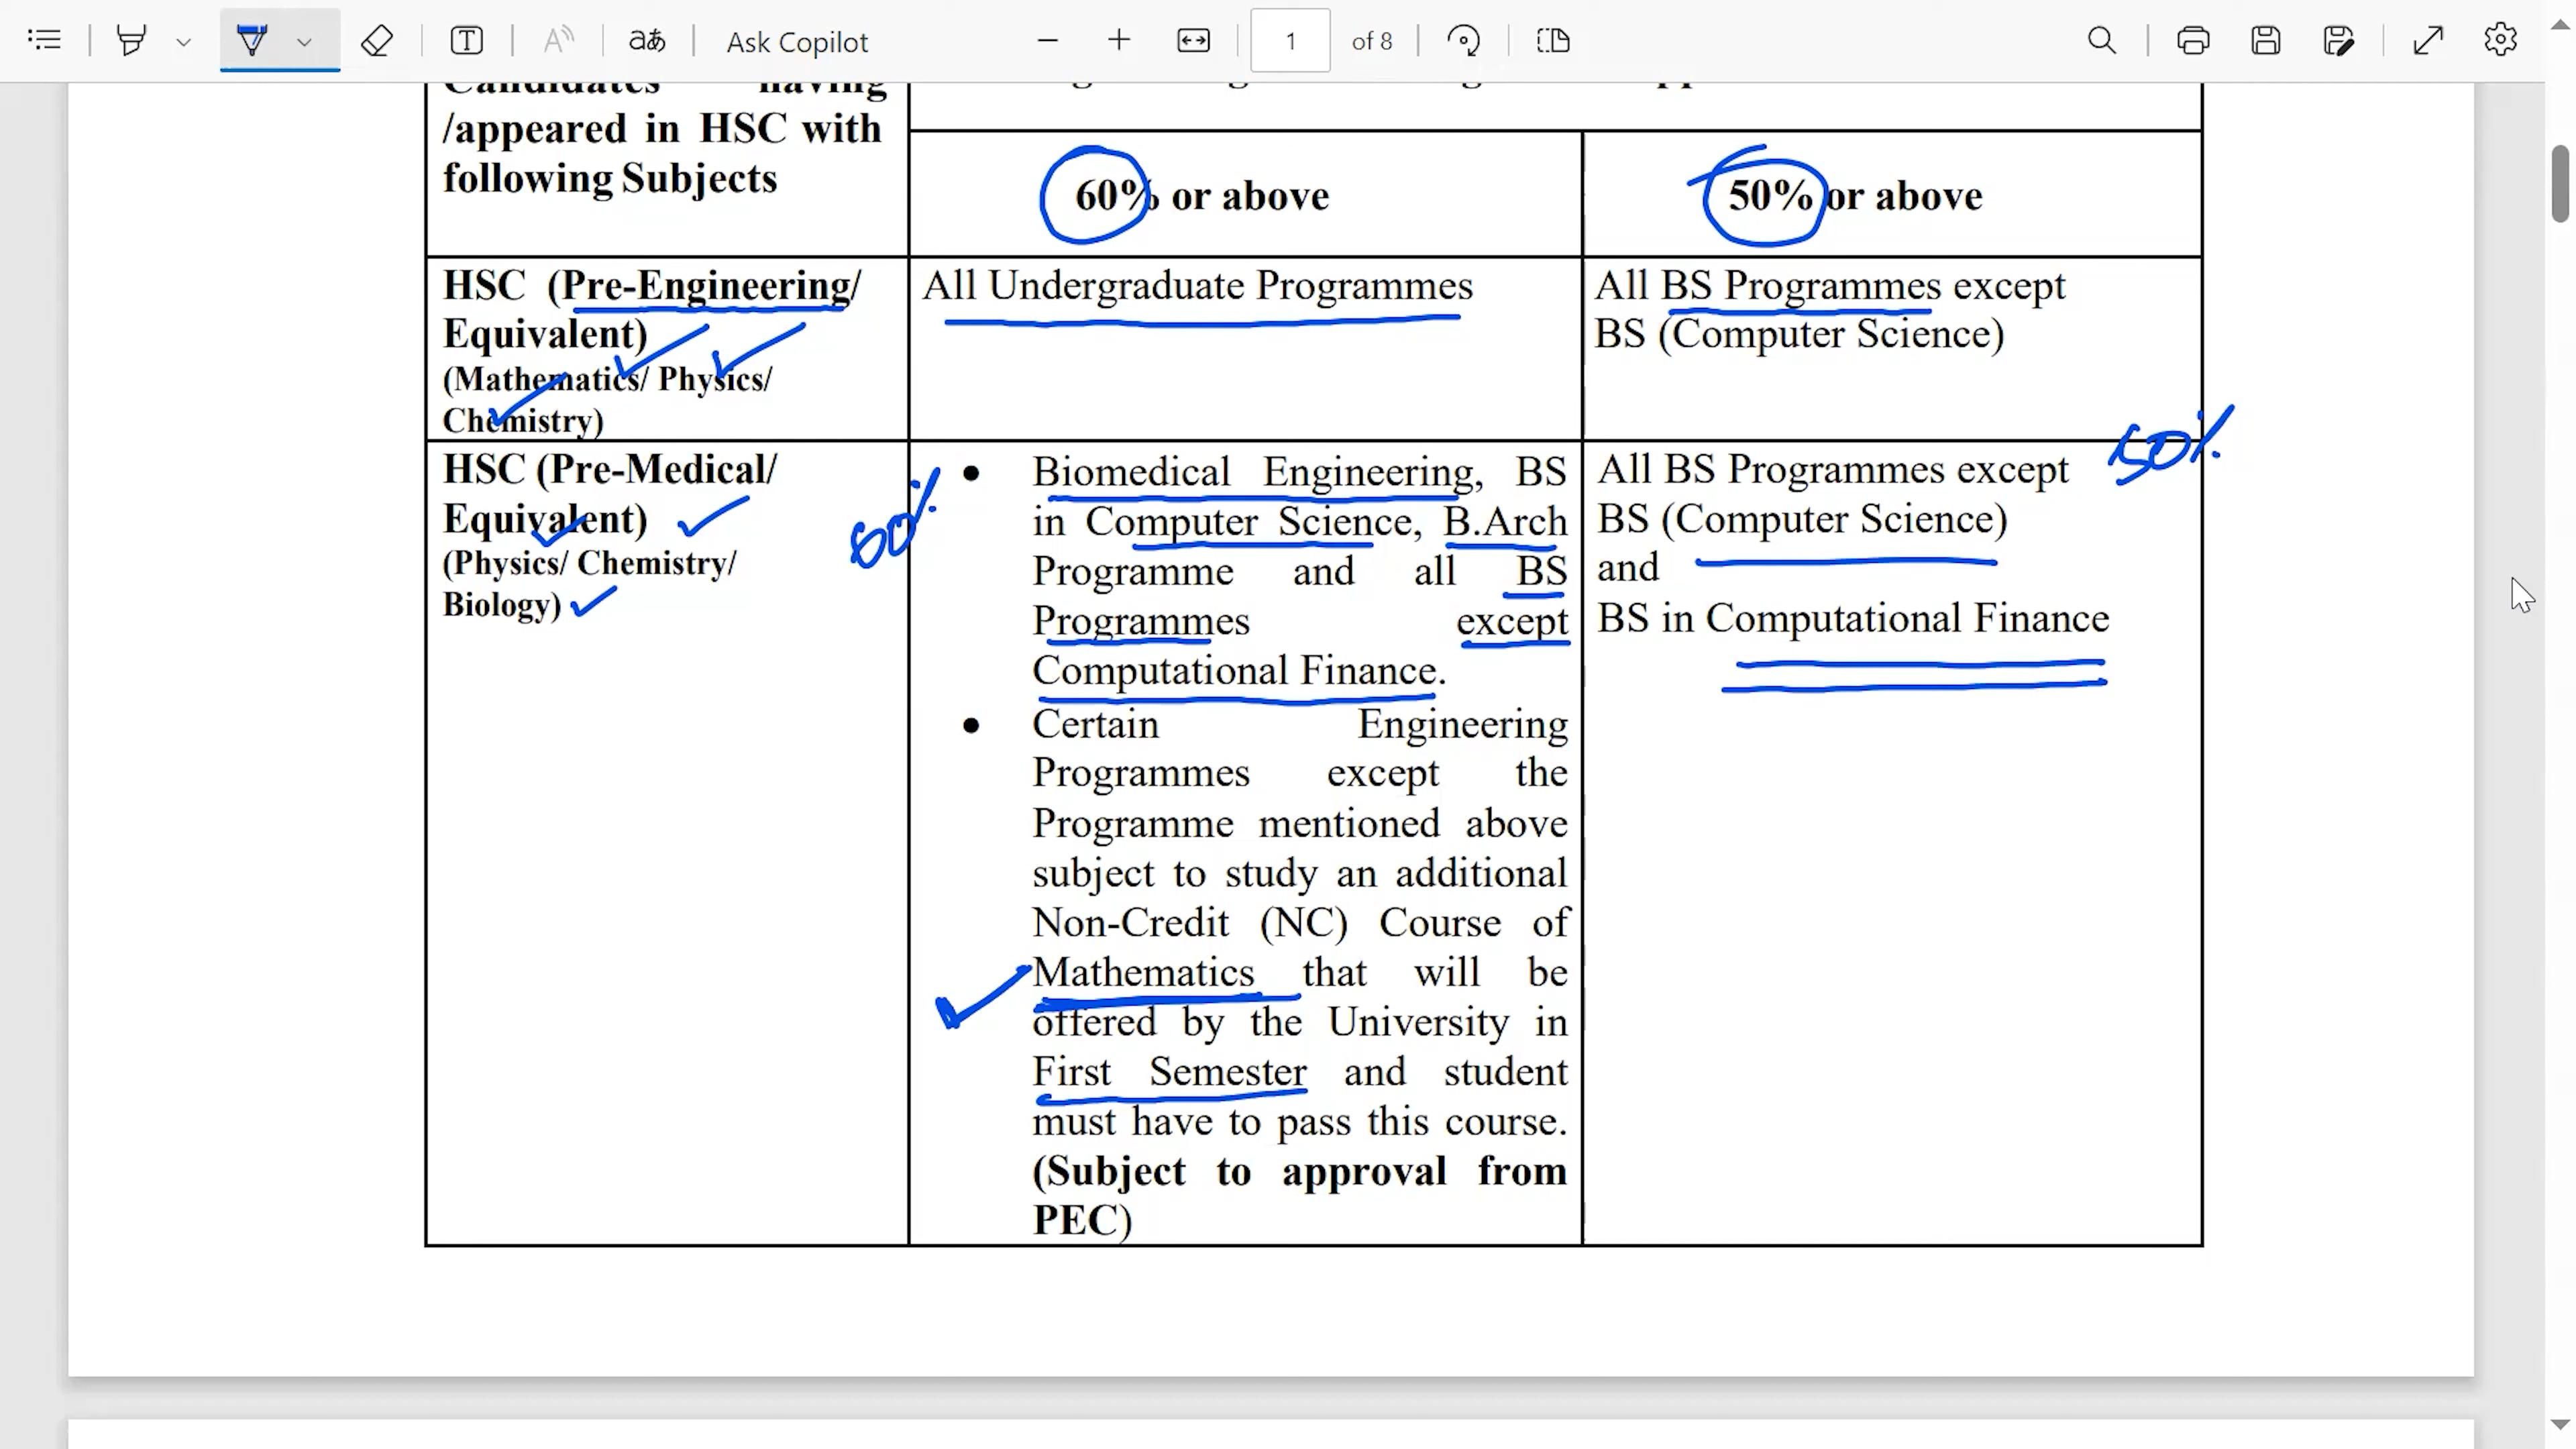 Ask Copilot
1 of 8
Candidates having
/appeared in HSC with
following Subjects
60% or above
50% or above
HSC (Pre-Engineering/
Equivalent)
(Mathematics/ Physics/
Chemistry)
All Undergraduate Programmes
All BS Programmes except
BS (Computer Science)
HSC (Pre-Medical/
Equivalent)
(Physics/ Chemistry/
Biology)
60%
• Biomedical Engineering, BS
in Computer Science, B.Arch
Programme and all BS
Programmes except
Computational Finance.
• Certain Engineering
Programmes except the
Programme mentioned above
subject to study an additional
Non-Credit (NC) Course of
Mathematics that will be
offered by the University in
First Semester and student
must have to pass this course.
(Subject to approval from
PEC)
50%
All BS Programmes except
BS (Computer Science)
and
BS in Computational Finance